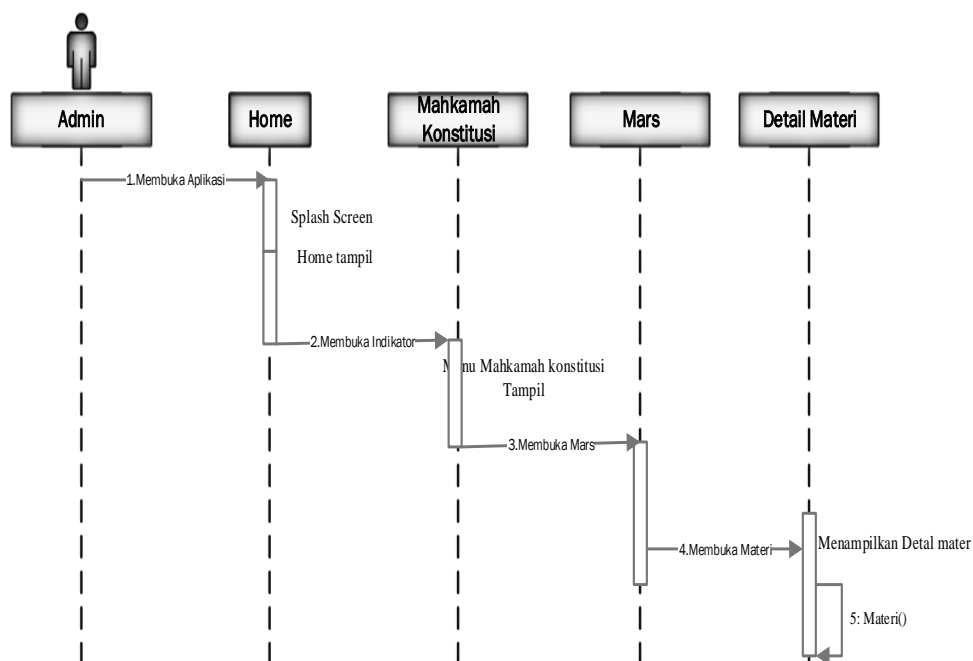 Admin
Home
Mahkamah
Konstitusi
Mars
Detail Materi
1.Membuka Aplikasi
Splash Screen
Home tampil
2.Membuka Indikator
Mahkamah konstitusi
Tampil
3.Membuka Mars
4.Membuka Materi
Menampilkan Detal mater
5: Materi()